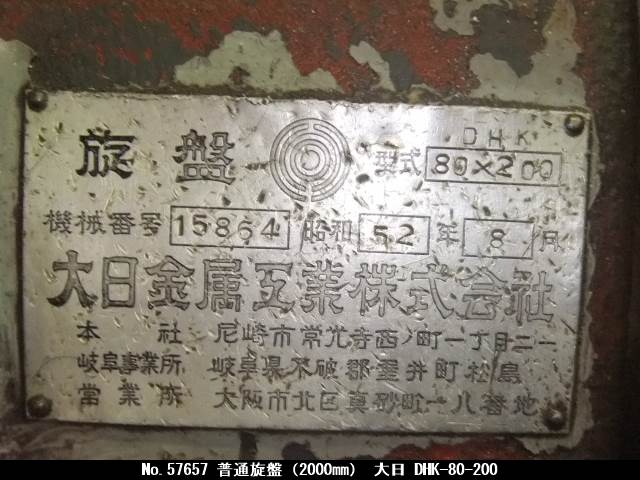 旋盤 型式 DHK 80×200
機械番号 15864 昭和 52 年 8 月
大日金属工業株式会社
本社 尼崎市常光寺西ノ町一丁目二一
岐阜事業所 岐阜県不破郡垂井町松島
営業所 大阪市北区真砂町一八番地
No.57657 普通旋盤 (2000mm) 大日 DHK-80-200